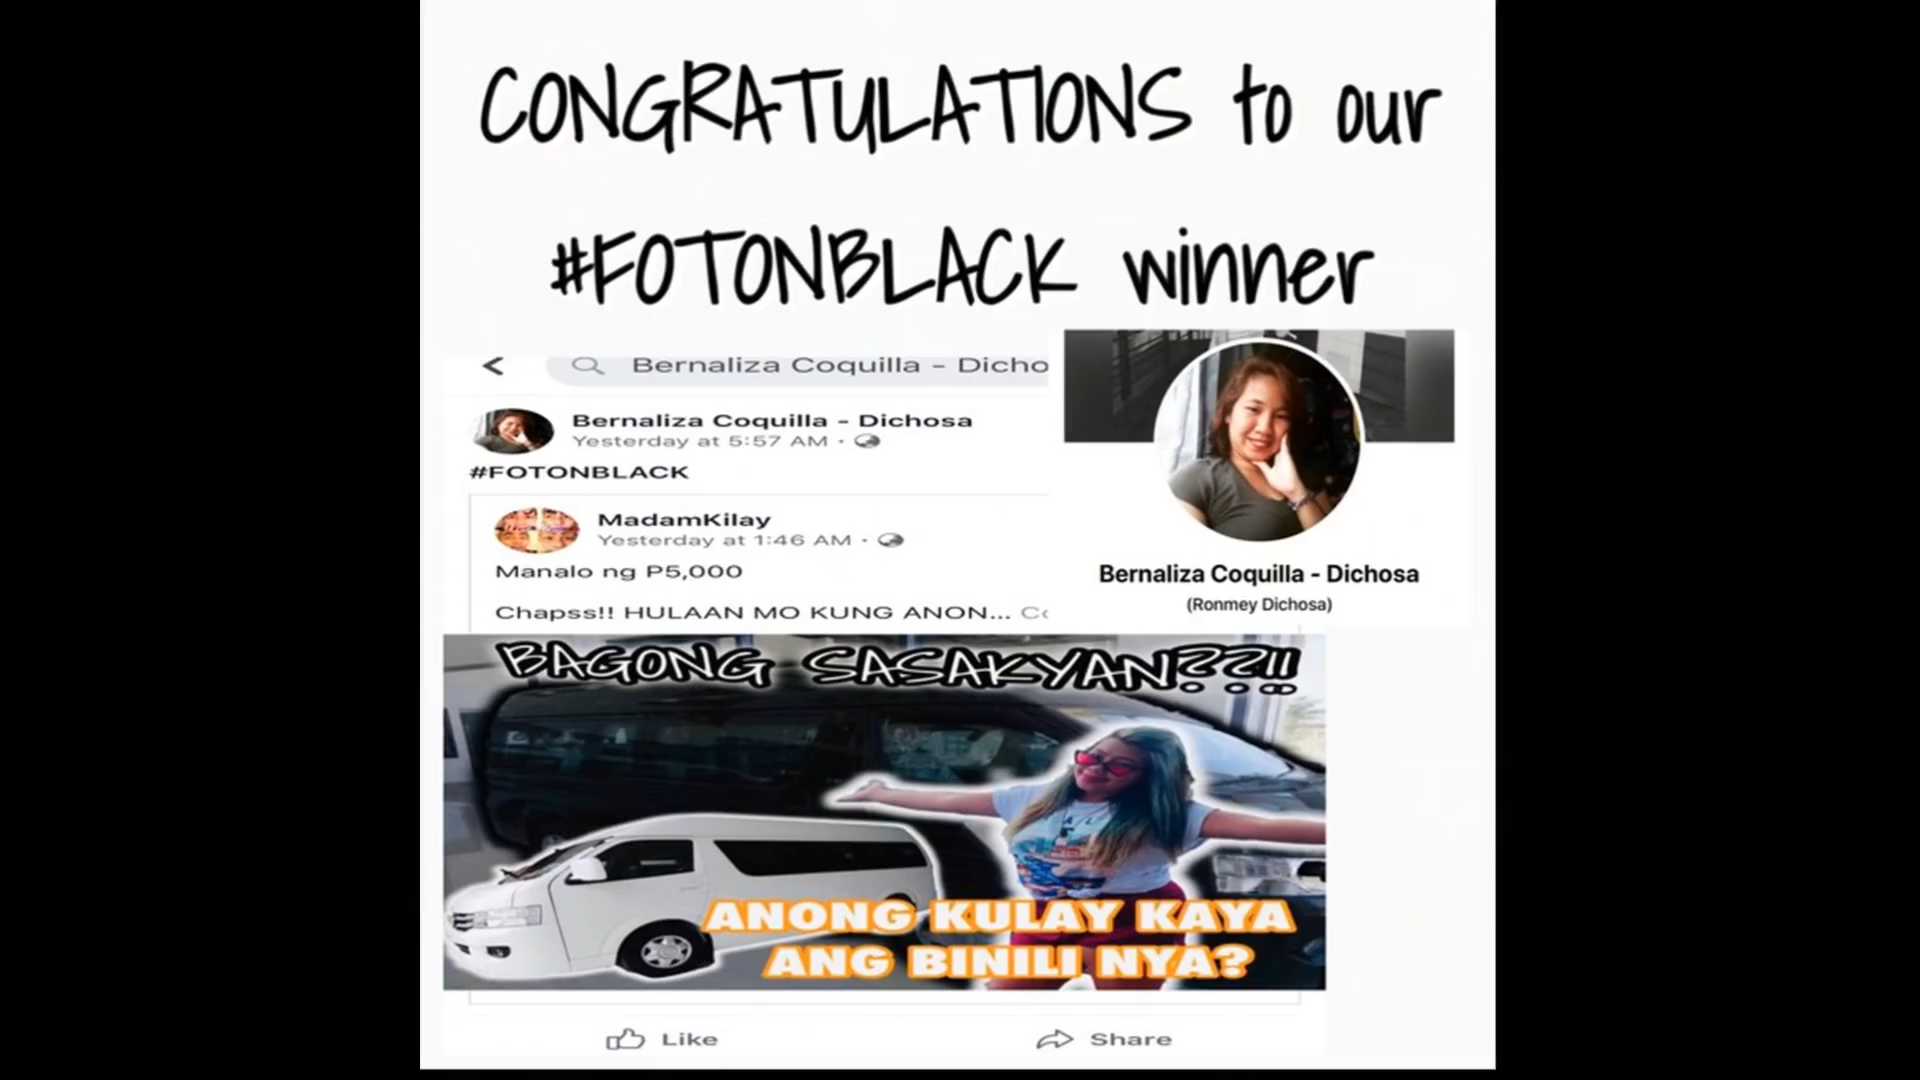 CONGRATULATIONS to our
#FOTONBLACK winner
Bernaliza Coquilla - Dicho
Bernaliza Coquilla - Dichosa
Yesterday at 5:57 AM ·
#FOTONBLACK
MadamKilay
Yesterday at 1:46 AM ·
Manalo ng P5,000
Chapss!! HULAAN MO KUNG ANON...
Bernaliza Coquilla - Dichosa
(Ronmey Dichosa)
BAGONG SASAKYAN??!!
ANONG KULAY KAYA
ANG BINILI NYA?
Like
Share